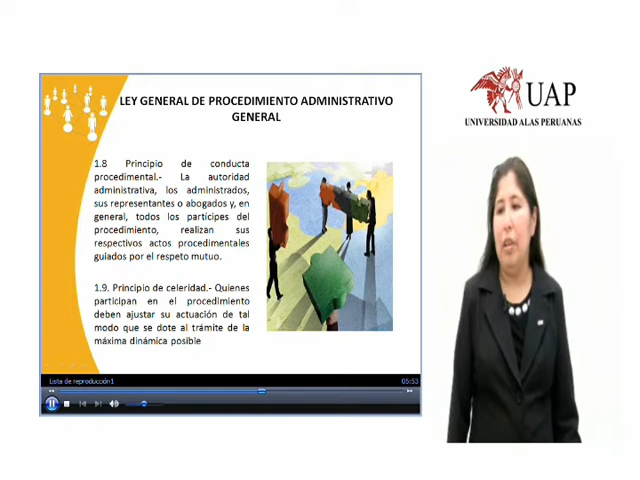 LEY GENERAL DE PROCEDIMIENTO ADMINISTRATIVO
GENERAL
1.8 Principio de conducta
procedimental.- La autoridad
administrativa, los administrados,
sus representantes o abogados y, en
general, todos los partícipes del
procedimiento, realizan sus
respectivos actos procedimentales
guiados por el respeto mutuo.
1.9. Principio de celeridad.- Quienes
participan en el procedimiento
deben ajustar su actuación de tal
modo que se dote al trámite de la
máxima dinámica posible
Lista de reproducción1
05:53
UAP
UNIVERSIDAD ALAS PERUANAS